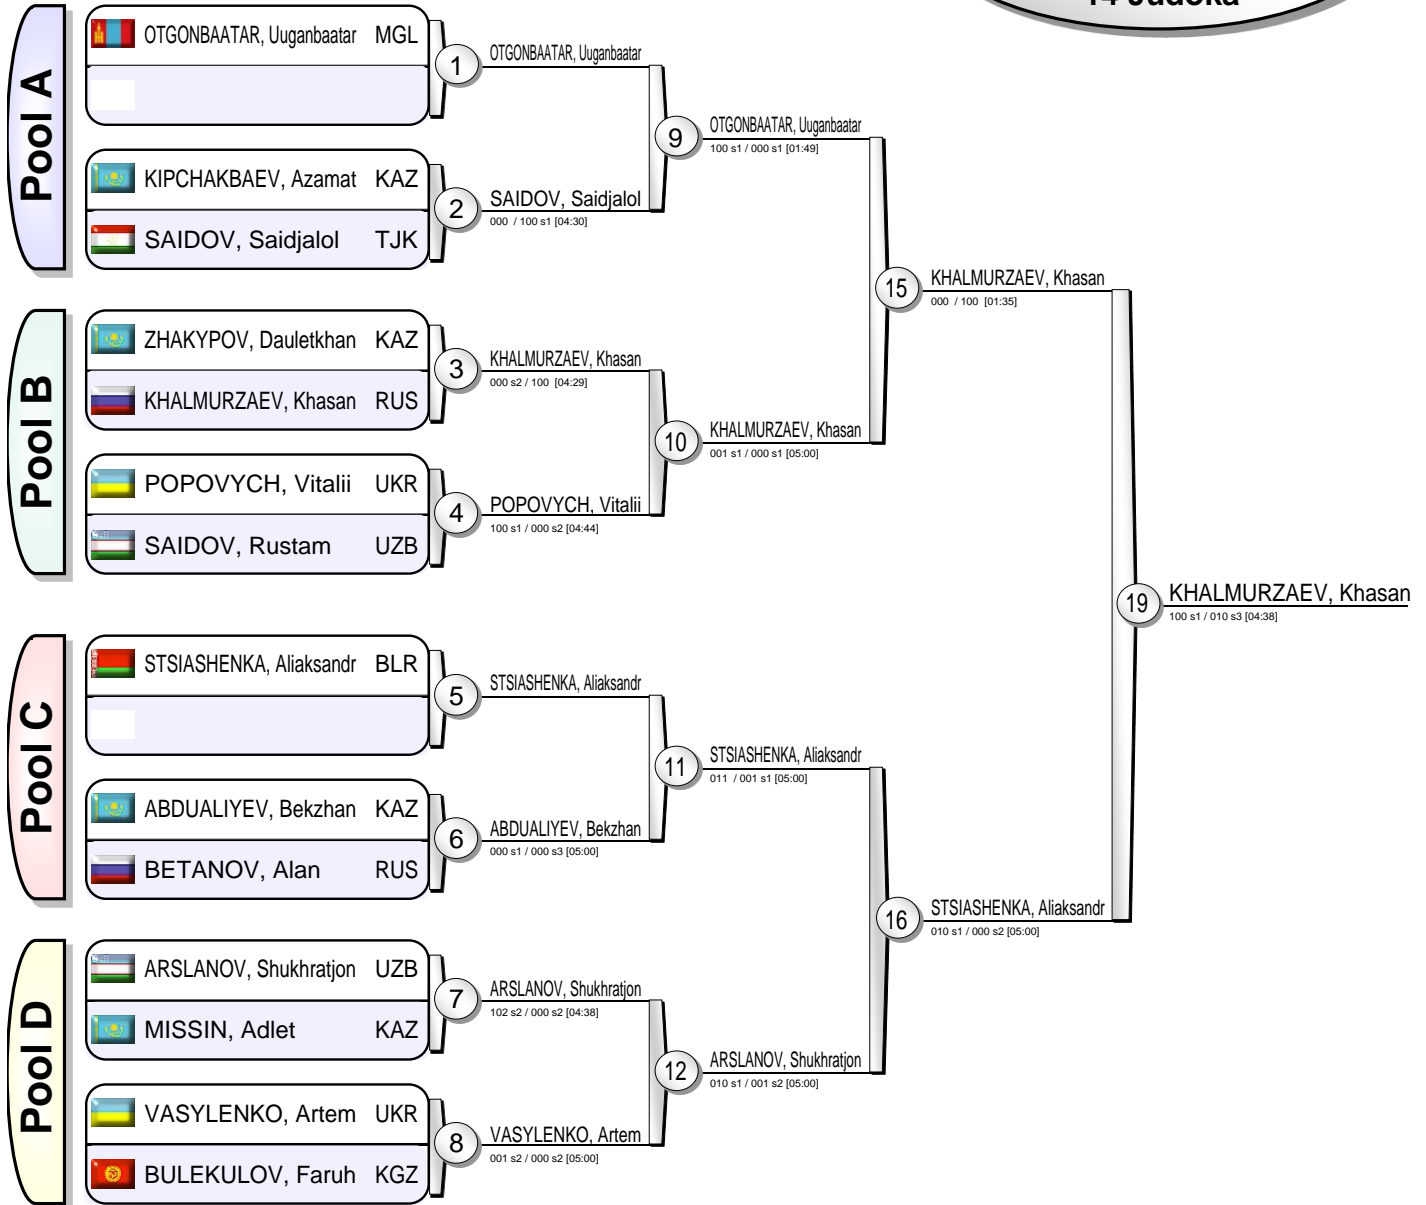 14 Judoka
Pool A
OTGONBAATAR, Uuganbaatar MGL
KIPCHAKBAEV, Azamat KAZ
SAIDOV, Saidjalol TJK
1
OTGONBAATAR, Uuganbaatar
2
SAIDOV, Saidjalol
000 / 100 s1 [04:30]
9
OTGONBAATAR, Uuganbaatar
100 s1 / 000 s1 [01:49]
Pool B
ZHAKYPOV, Dauletkhan KAZ
KHALMURZAEV, Khasan RUS
POPOVYCH, Vitalii UKR
SAIDOV, Rustam UZB
3
KHALMURZAEV, Khasan
000 s2 / 100 [04:29]
4
POPOVYCH, Vitalii
100 s1 / 000 s2 [04:44]
10
KHALMURZAEV, Khasan
001 s1 / 000 s1 [05:00]
15
KHALMURZAEV, Khasan
000 / 100 [01:35]
Pool C
STSIASHENKA, Aliaksandr BLR
ABDUALIYEV, Bekzhan KAZ
BETANOV, Alan RUS
5
STSIASHENKA, Aliaksandr
6
ABDUALIYEV, Bekzhan
000 s1 / 000 s3 [05:00]
11
STSIASHENKA, Aliaksandr
011 / 001 s1 [05:00]
Pool D
ARSLANOV, Shukhratjon UZB
MISSIN, Adlet KAZ
VASYLENKO, Artem UKR
BULEKULOV, Faruh KGZ
7
ARSLANOV, Shukhratjon
102 s2 / 000 s2 [04:38]
8
VASYLENKO, Artem
001 s2 / 000 s2 [05:00]
12
ARSLANOV, Shukhratjon
010 s1 / 001 s2 [05:00]
16
STSIASHENKA, Aliaksandr
010 s1 / 000 s2 [05:00]
19
KHALMURZAEV, Khasan
100 s1 / 010 s3 [04:38]